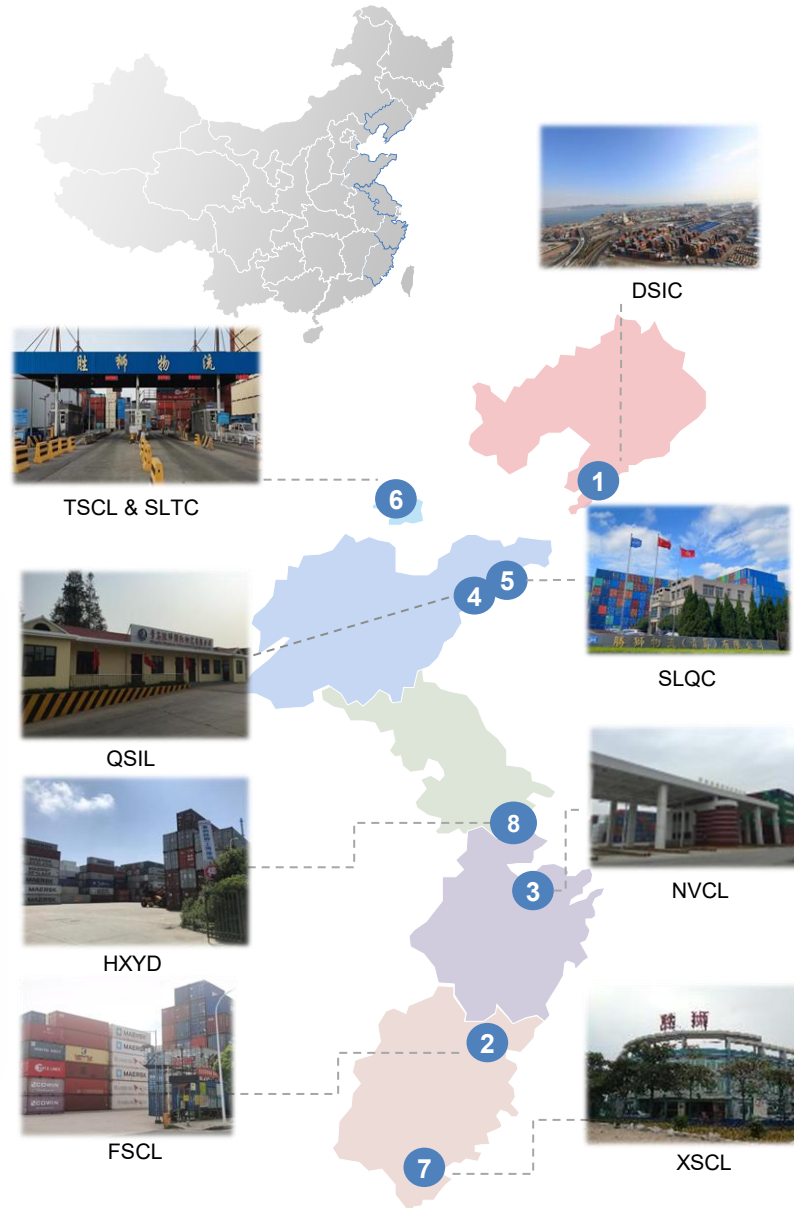 DSIC
胜狮物流
TSCL & SLTC
1
6
5
4
SLQC
QSIL
8
3
NVCL
HXYD
MAERSK
2
胜狮
FSCL
7
XSCL